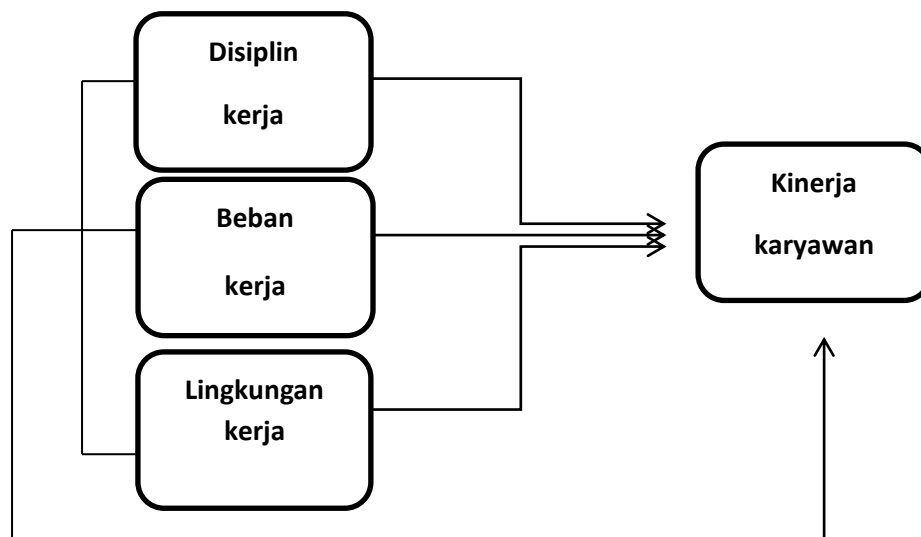 Disiplin
kerja
Beban
kerja
Lingkungan
kerja
Kinerja
karyawan